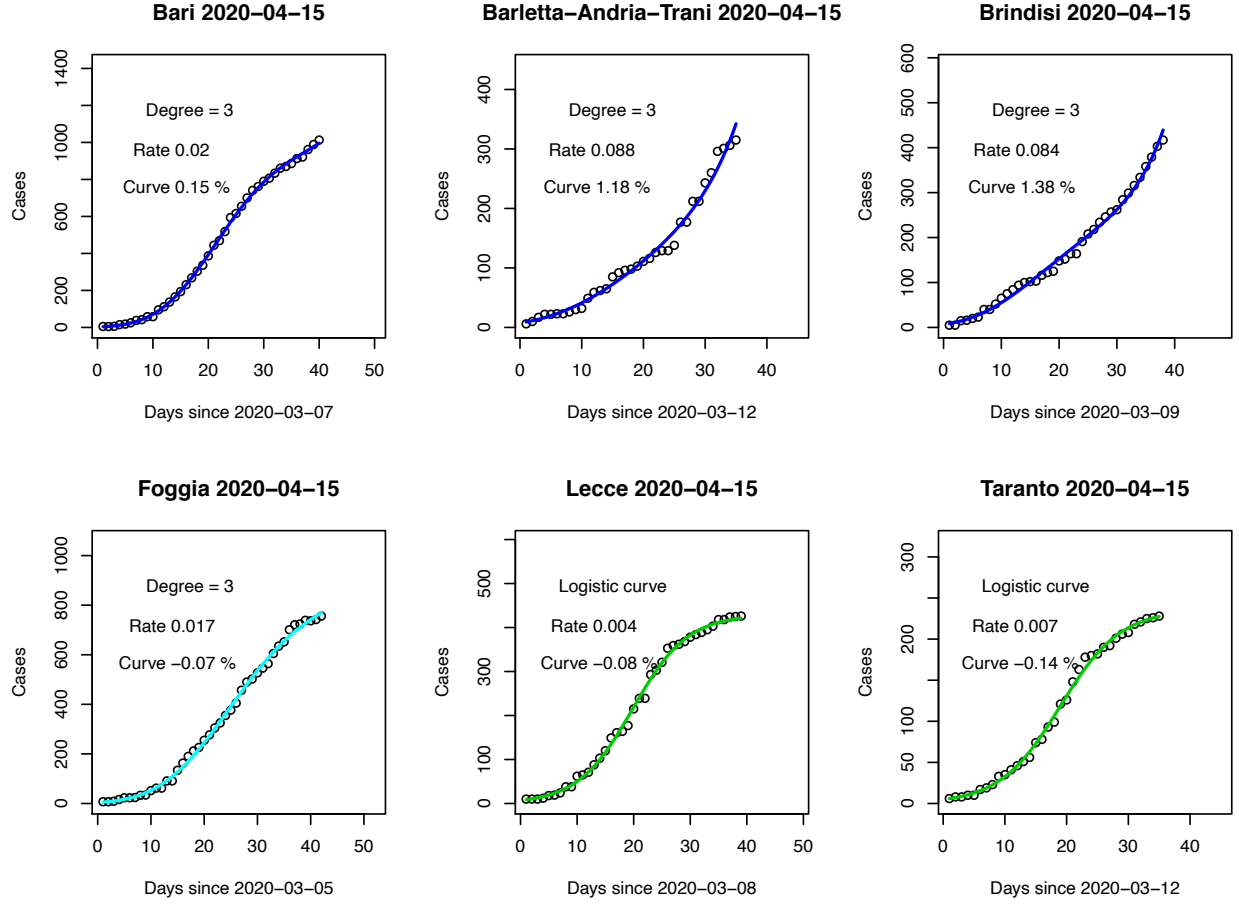 Bari 2020−04−15
Cases
0 200 600 1000 1400
Degree = 3
Rate 0.02
Curve 0.15 %
0 10 20 30 40 50
Days since 2020−03−07
Barletta−Andria−Trani 2020−04−15
Cases
0 100 200 300 400
Degree = 3
Rate 0.088
Curve 1.18 %
0 10 20 30 40
Days since 2020−03−12
Brindisi 2020−04−15
Cases
0 100 200 300 400 500 600
Degree = 3
Rate 0.084
Curve 1.38 %
0 10 20 30 40
Days since 2020−03−09
Foggia 2020−04−15
Cases
0 200 400 600 800 1000
Degree = 3
Rate 0.017
Curve −0.07 %
0 10 20 30 40 50
Days since 2020−03−05
Lecce 2020−04−15
Cases
0 100 300 500
Logistic curve
Rate 0.004
Curve −0.08 %
0 10 20 30 40 50
Days since 2020−03−08
Taranto 2020−04−15
Cases
0 50 100 200 300
Logistic curve
Rate 0.007
Curve −0.14 %
0 10 20 30 40
Days since 2020−03−12